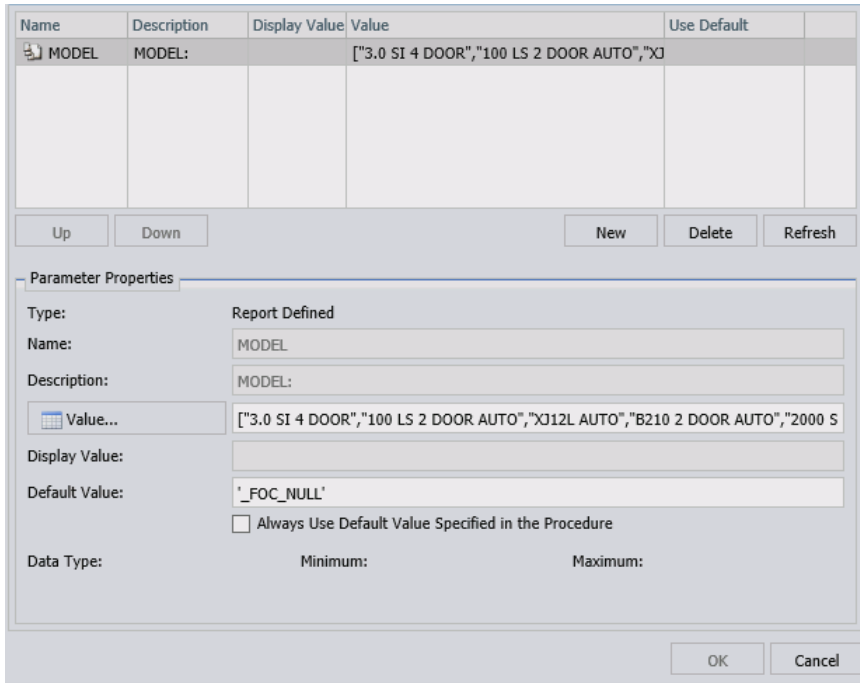 Name Description Display Value Value Use Default
MODEL MODEL: ["3.0 SI 4 DOOR","100 LS 2 DOOR AUTO","XJ
Up Down New Delete Refresh
Parameter Properties
Type: Report Defined
Name: MODEL
Description: MODEL:
Value... ["3.0 SI 4 DOOR","100 LS 2 DOOR AUTO","XJ12L AUTO","B210 2 DOOR AUTO","2000 S
Display Value:
Default Value: '_FOC_NULL'
Always Use Default Value Specified in the Procedure
Data Type: Minimum: Maximum:
OK Cancel